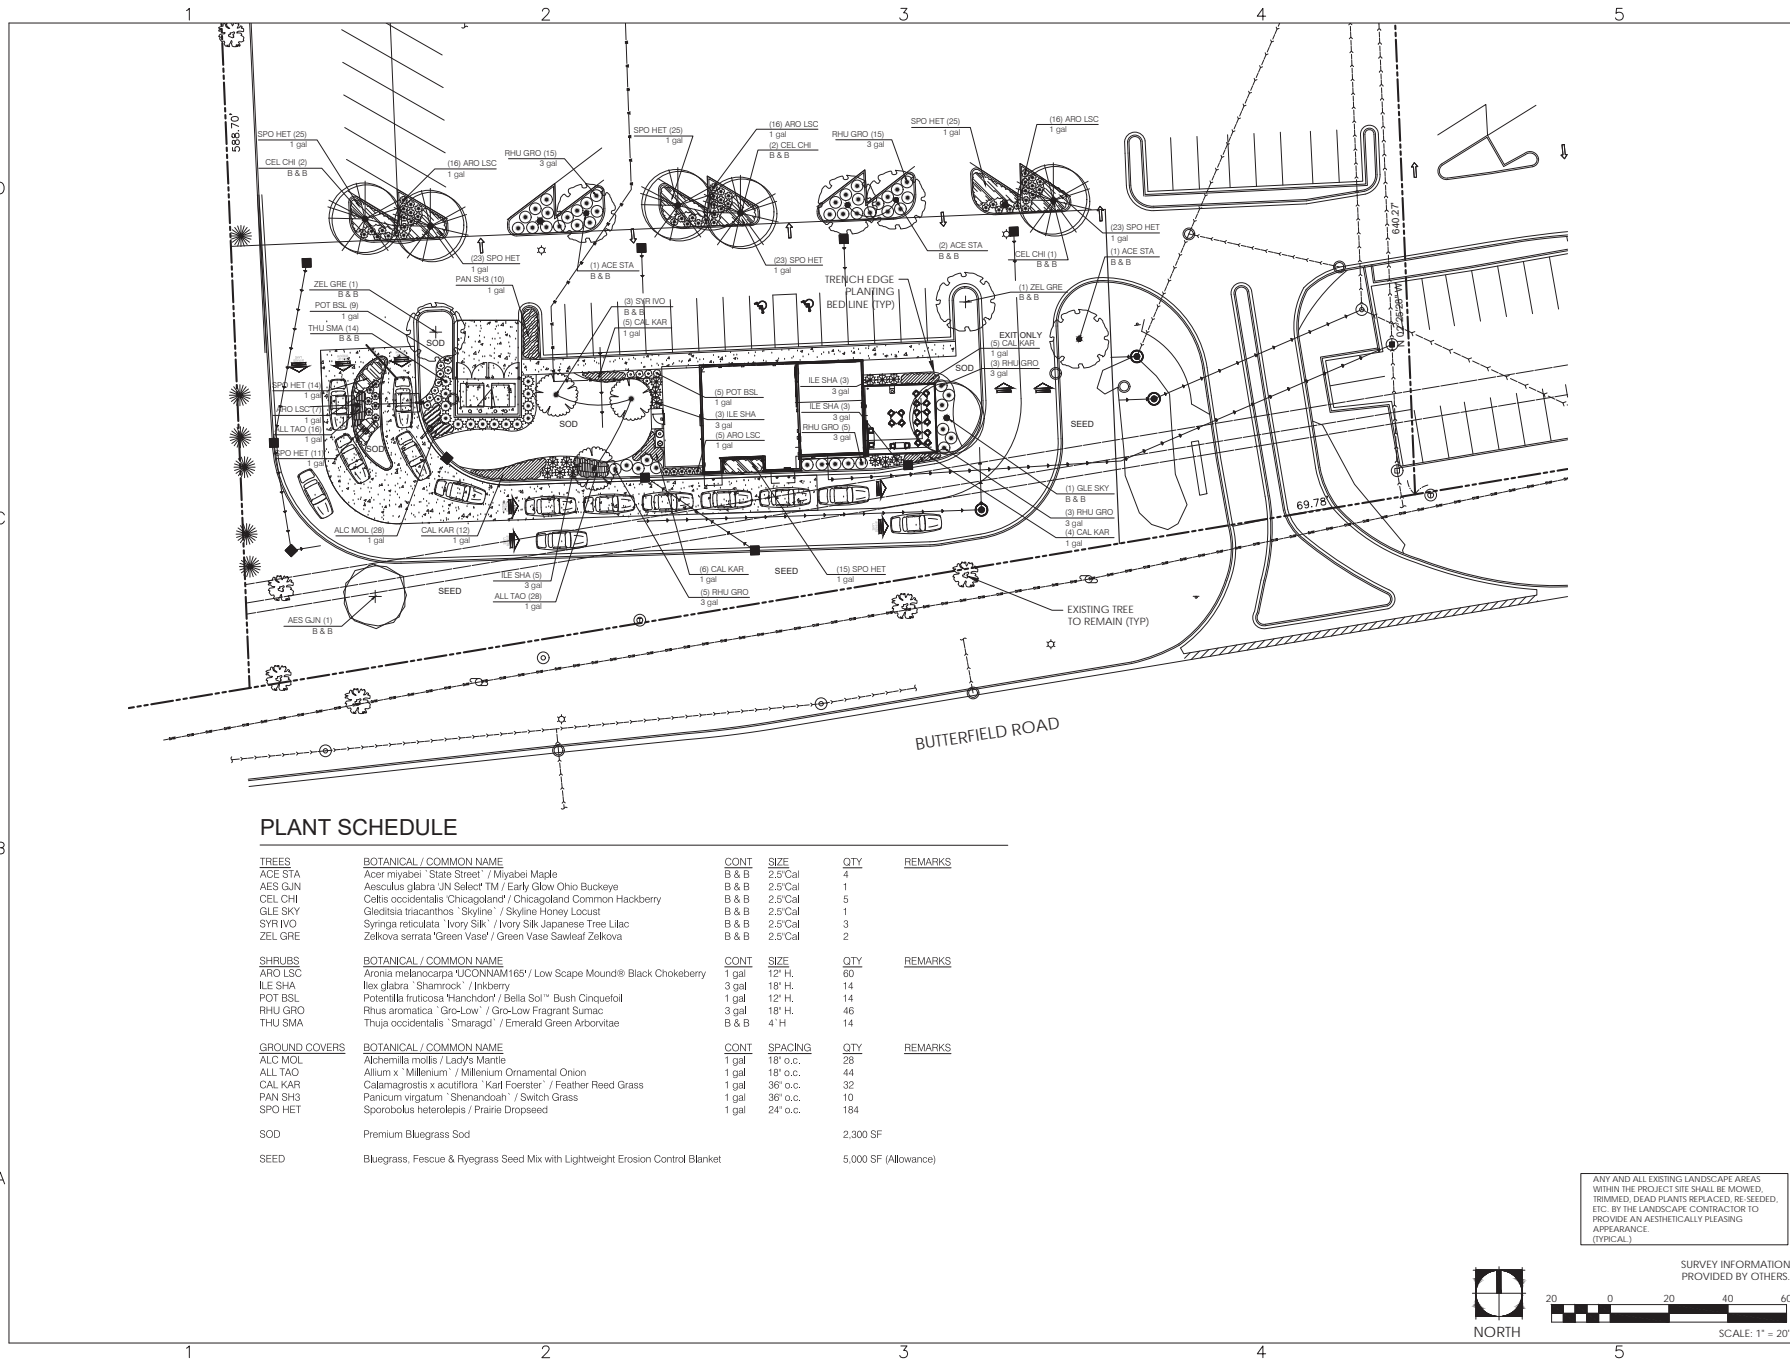 1 2 3 4 5
D
C
B
A
588.70'
SPO HET (25)
1 gal
CEL CHI (2)
B & B
(16) ARO LSC
1 gal
RHU GRO (15)
3 gal
SPO HET (25)
1 gal
(16) ARO LSC
1 gal
(2) CEL CHI
B & B
RHU GRO (15)
3 gal
SPO HET (25)
1 gal
(16) ARO LSC
1 gal
640.27'
(23) SPO HET
1 gal
PAN SH3 (10)
1 gal
(1) ACE STA
B & B
(23) SPO HET
1 gal
(2) ACE STA
B & B
CEL CHI (1)
B & B
(23) SPO HET
1 gal
(1) ACE STA
B & B
ZEL GRE (1)
B & B
POT BSL (9)
1 gal
THU SMA (14)
B & B
SOD
(3) SYR IVO
B & B
(5) CAL KAR
1 gal
TRENCH EDGE
PLANTING
BED LINE (TYP)
(1) ZEL GRE
B & B
EXIT ONLY
(5) CAL KAR
1 gal
(3) RHU GRO
3 gal
SOD
SPO HET (14)
1 gal
ARO LSC (7)
1 gal
ALL TAO (16)
1 gal
SPO HET (11)
1 gal
SOD
SOD
(5) POT BSL
1 gal
(3) ILE SHA
3 gal
(5) ARO LSC
1 gal
ILE SHA (3)
3 gal
ILE SHA (3)
3 gal
RHU GRO (5)
3 gal
SEED
(1) GLE SKY
B & B
(3) RHU GRO
3 gal
(4) CAL KAR
1 gal
69.78'
ALC MOL (28)
1 gal
CAL KAR (12)
1 gal
ILE SHA (5)
3 gal
ALL TAO (28)
1 gal
(6) CAL KAR
1 gal
(5) RHU GRO
3 gal
SEED
(15) SPO HET
1 gal
SEED
AES GJN (1)
B & B
EXISTING TREE
TO REMAIN (TYP)
BUTTERFIELD ROAD
PLANT SCHEDULE
TREES BOTANICAL / COMMON NAME CONT SIZE QTY REMARKS
ACE STA Acer miyabei `State Street` / Miyabei Maple B & B 2.5"Cal 4
AES GJN Aesculus glabra 'JN Select' TM / Early Glow Ohio Buckeye B & B 2.5"Cal 1
CEL CHI Celtis occidentalis 'Chicagoland' / Chicagoland Common Hackberry B & B 2.5"Cal 5
GLE SKY Gleditsia triacanthos `Skyline` / Skyline Honey Locust B & B 2.5"Cal 1
SYR IVO Syringa reticulata `Ivory Silk` / Ivory Silk Japanese Tree Lilac B & B 2.5"Cal 3
ZEL GRE Zelkova serrata 'Green Vase' / Green Vase Sawleaf Zelkova B & B 2.5"Cal 2
SHRUBS BOTANICAL / COMMON NAME CONT SIZE QTY REMARKS
ARO LSC Aronia melanocarpa 'UCONNAM165' / Low Scape Mound® Black Chokeberry 1 gal 12" H. 60
ILE SHA Ilex glabra `Shamrock` / Inkberry 3 gal 18" H. 14
POT BSL Potentilla fruticosa 'Hanchdon' / Bella Sol™ Bush Cinquefoil 1 gal 12" H. 14
RHU GRO Rhus aromatica `Gro-Low` / Gro-Low Fragrant Sumac 3 gal 18" H. 46
THU SMA Thuja occidentalis `Smaragd` / Emerald Green Arborvitae B & B 4`H 14
GROUND COVERS BOTANICAL / COMMON NAME CONT SPACING QTY REMARKS
ALC MOL Alchemilla mollis / Lady's Mantle 1 gal 18" o.c. 28
ALL TAO Allium x `Millenium` / Millenium Ornamental Onion 1 gal 18" o.c. 44
CAL KAR Calamagrostis x acutiflora `Karl Foerster` / Feather Reed Grass 1 gal 36" o.c. 32
PAN SH3 Panicum virgatum `Shenandoah` / Switch Grass 1 gal 36" o.c. 10
SPO HET Sporobolus heterolepis / Prairie Dropseed 1 gal 24" o.c. 184
SOD Premium Bluegrass Sod 2,300 SF
SEED Bluegrass, Fescue & Ryegrass Seed Mix with Lightweight Erosion Control Blanket 5,000 SF (Allowance)
ANY AND ALL EXISTING LANDSCAPE AREAS
WITHIN THE PROJECT SITE SHALL BE MOWED,
TRIMMED, DEAD PLANTS REPLACED, RE-SEEDED,
ETC. BY THE LANDSCAPE CONTRACTOR TO
PROVIDE AN AESTHETICALLY PLEASING
APPEARANCE.
(TYPICAL)
SURVEY INFORMATION
PROVIDED BY OTHERS.
20 0 20 40 60
NORTH
SCALE: 1" = 20'
1 2 3 4 5